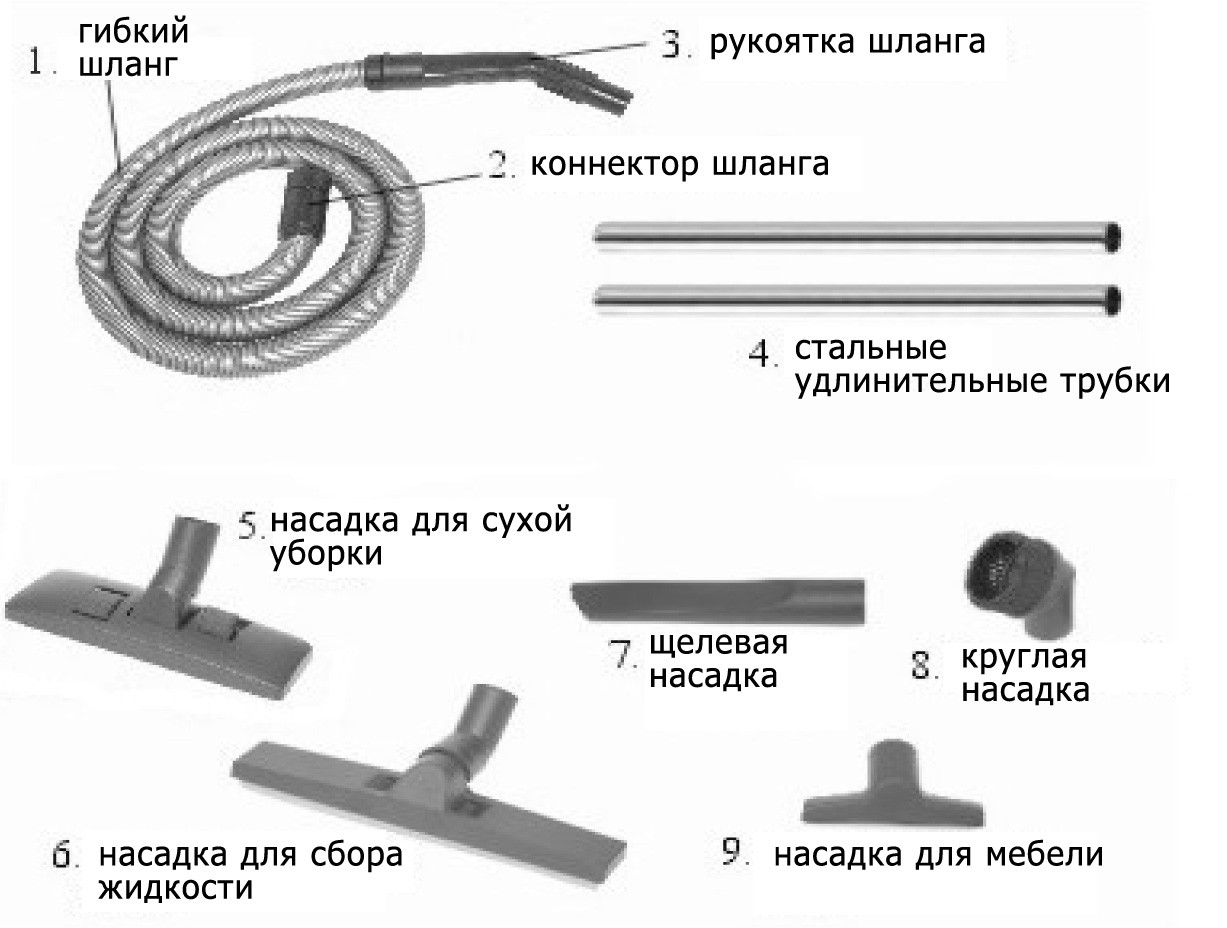 1. гибкий
шланг
3. рукоятка шланга
2. коннектор шланга
4. стальные
удлинительные трубки
5. насадка для сухой
уборки
7. щелевая
насадка
8. круглая
насадка
6. насадка для сбора
жидкости
9. насадка для мебели